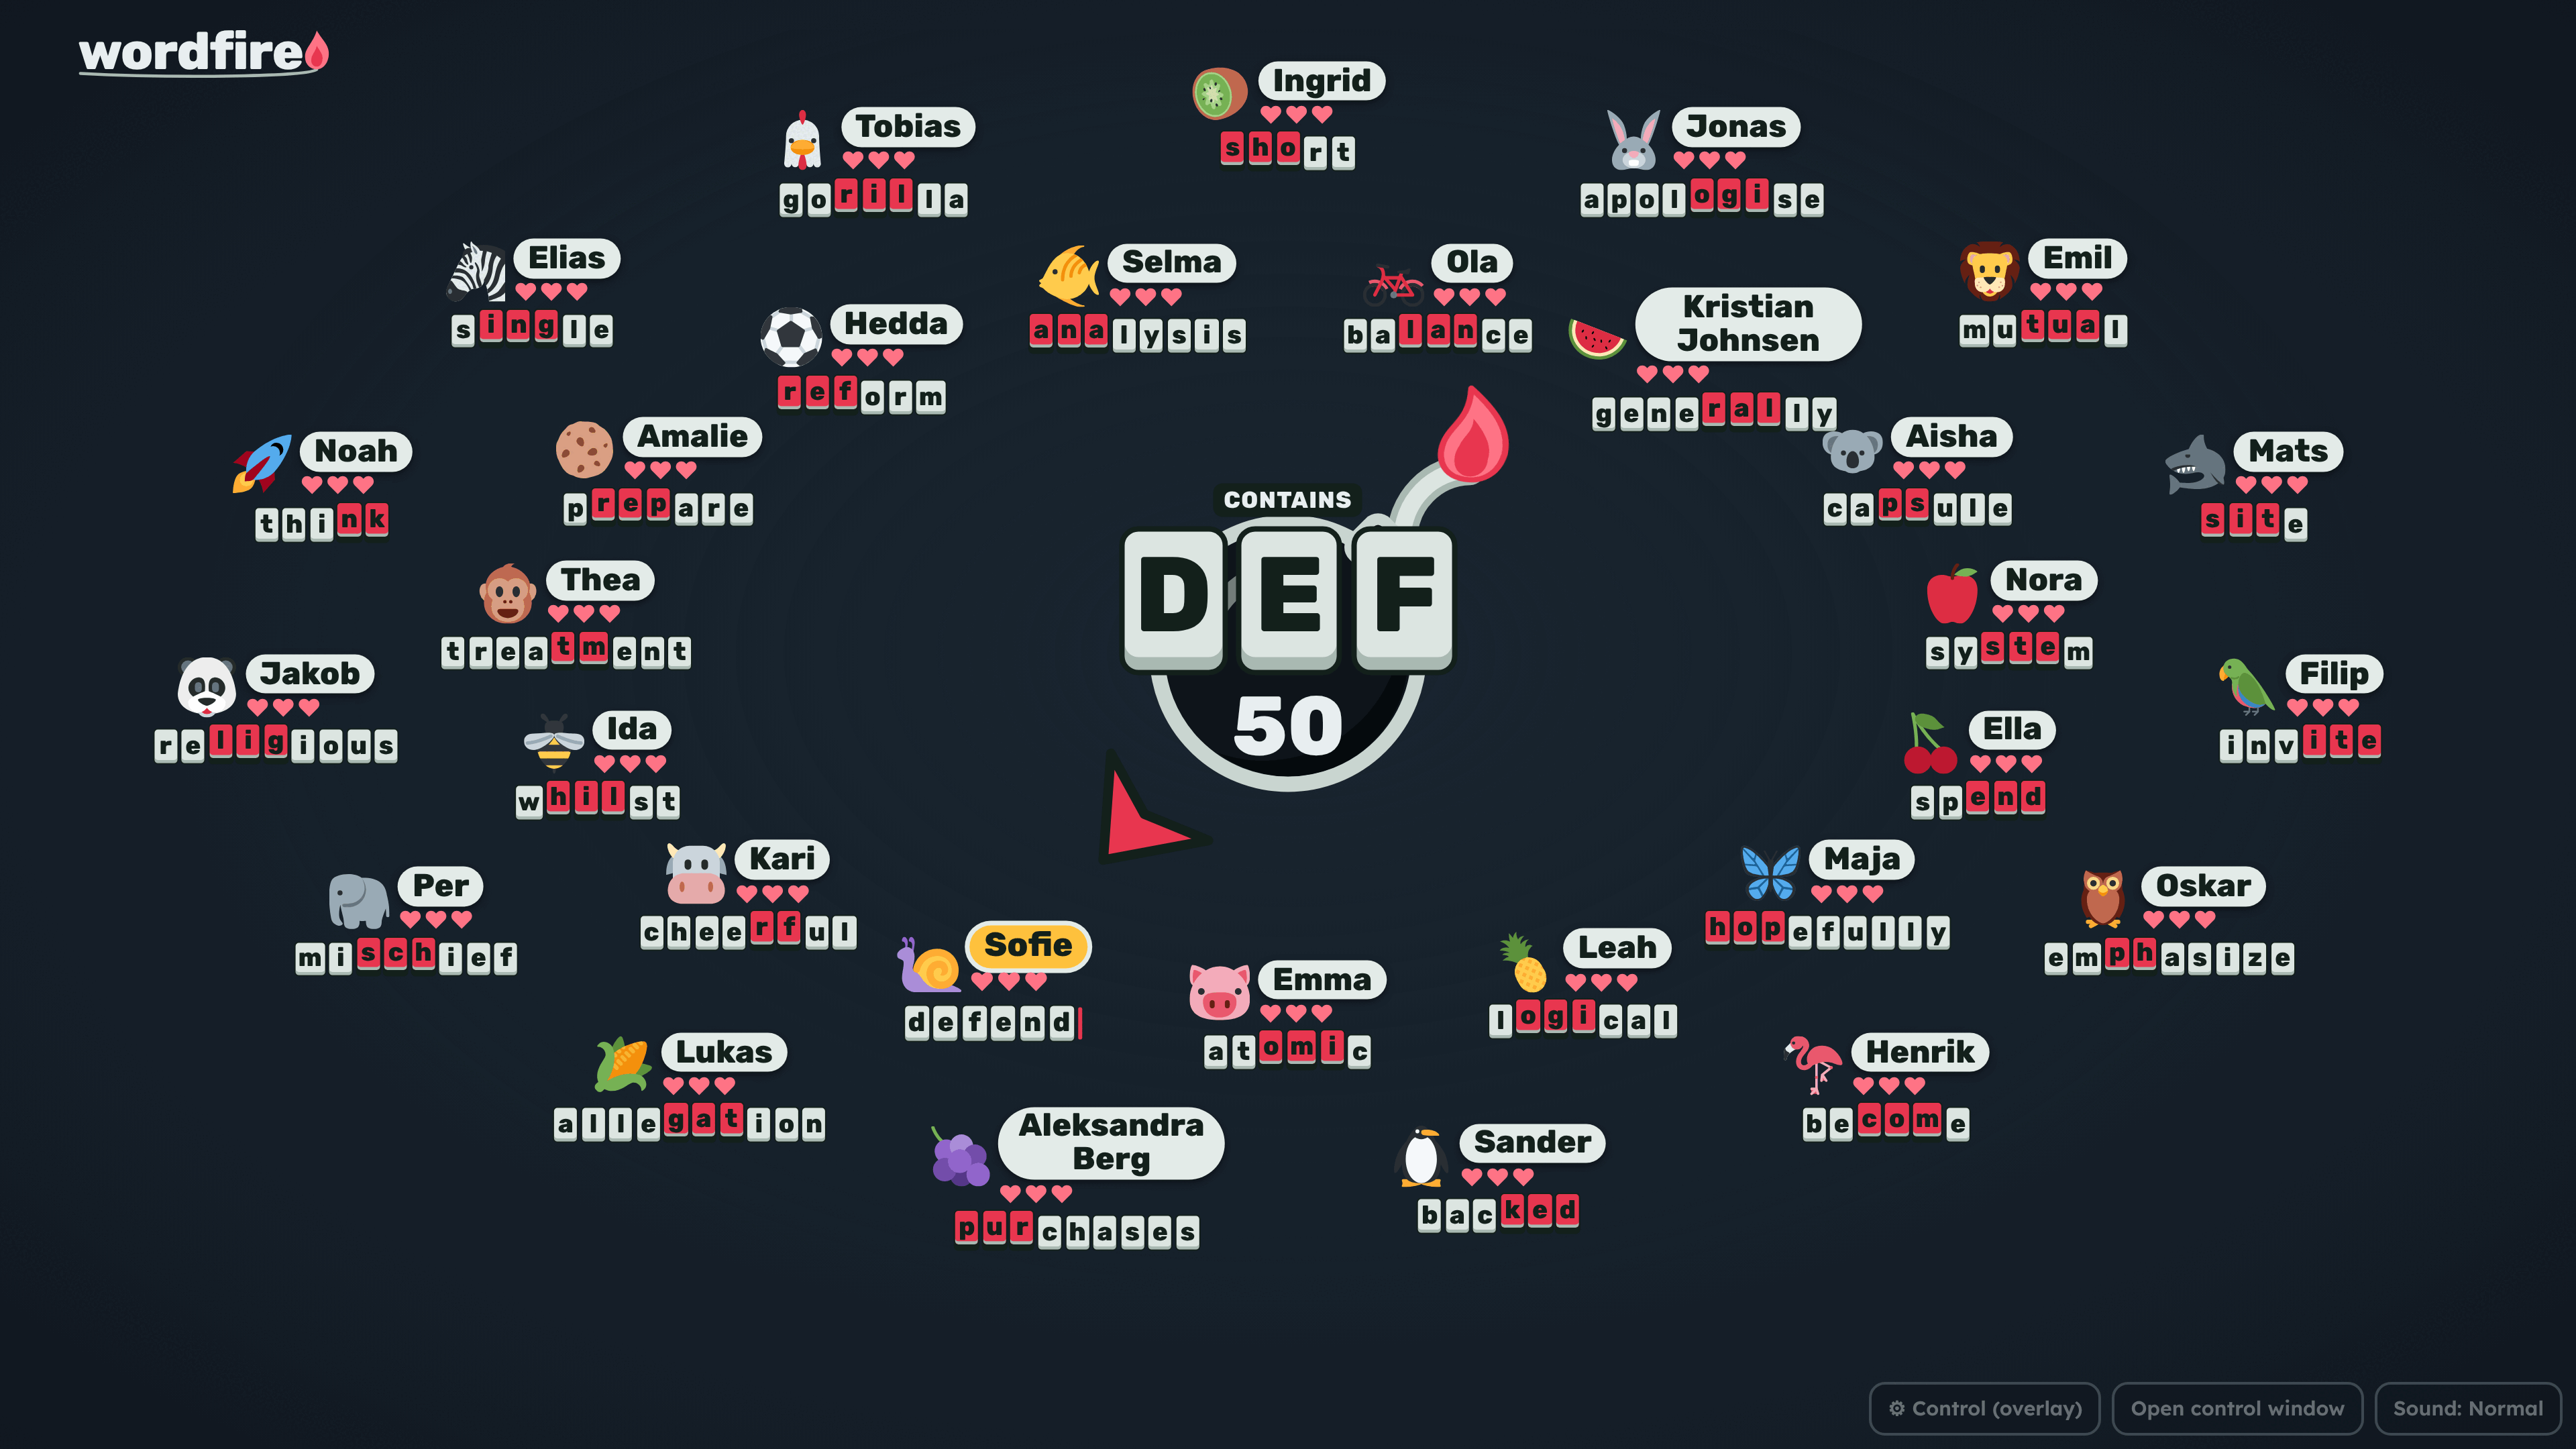 wordfire
Ingrid
short
Tobias
gorilla
Jonas
apologise
Elias
single
Selma
analysis
Ola
balance
Emil
mutual
Hedda
reform
Kristian
Johnsen
generally
Noah
think
Amalie
prepare
Aisha
capsule
Mats
site
CONTAINS
DEF
50
Thea
treatment
Nora
system
Jakob
religious
Filip
invite
Ida
whilst
Ella
spend
Kari
cheerful
Maja
hopefully
Per
mischief
Oskar
emphasize
Sofie
defend
Emma
atomic
Leah
logical
Lukas
allegation
Henrik
become
Aleksandra
Berg
purchases
Sander
backed
Control (overlay)
Open control window
Sound: Normal